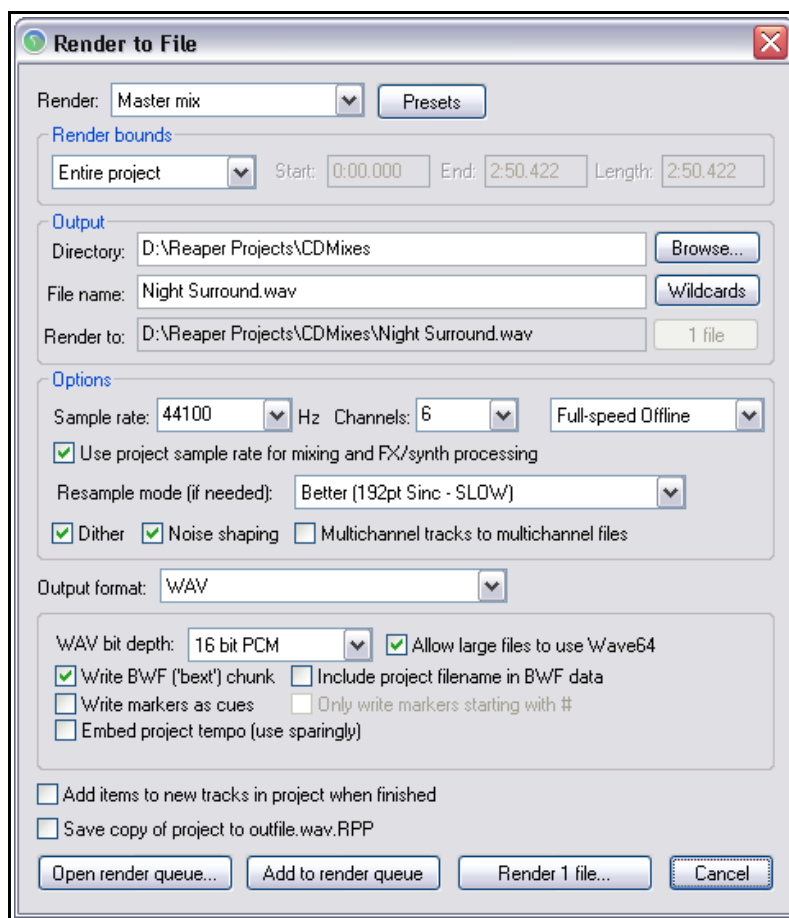 Render to File
Render: Master mix Presets
Render bounds
Entire project Start: 0:00.000 End: 2:50.422 Length: 2:50.422
Output
Directory: D:\Reaper Projects\CDMixes Browse...
File name: Night Surround.wav Wildcards
Render to: D:\Reaper Projects\CDMixes\Night Surround.wav 1 file
Options
Sample rate: 44100 Hz Channels: 6 Full-speed Offline
Use project sample rate for mixing and FX/synth processing
Resample mode (if needed): Better (192pt Sinc - SLOW)
Dither Noise shaping Multichannel tracks to multichannel files
Output format: WAV
WAV bit depth: 16 bit PCM Allow large files to use Wave64
Write BWF ('bext') chunk Include project filename in BWF data
Write markers as cues Only write markers starting with #
Embed project tempo (use sparingly)
Add items to new tracks in project when finished
Save copy of project to outfile.wav.RPP
Open render queue... Add to render queue Render 1 file... Cancel